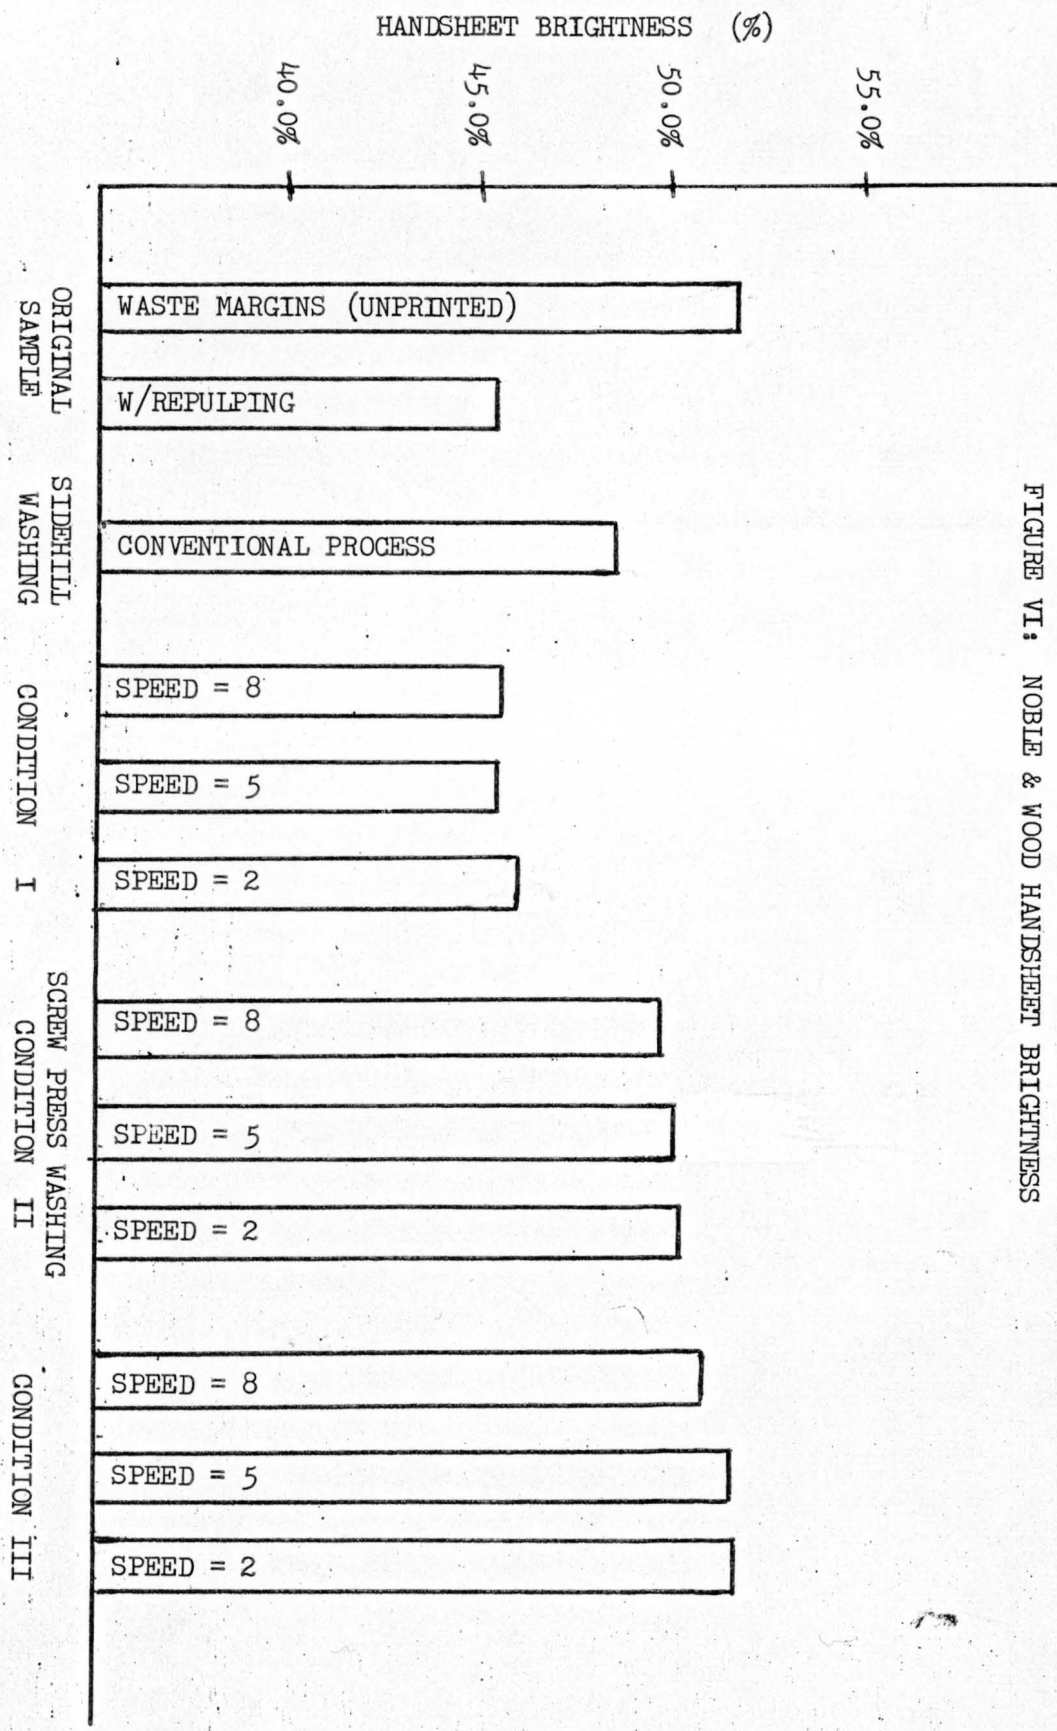 FIGURE VI: NOBLE & WOOD HANDSHEET BRIGHTNESS
HANDSHEET BRIGHTNESS (%)
55.0%
50.0%
45.0%
40.0%
WASTE MARGINS (UNPRINTED)
W/REPULPING
CONVENTIONAL PROCESS
SPEED = 8
SPEED = 5
SPEED = 2
SPEED = 8
SPEED = 5
SPEED = 2
SPEED = 8
SPEED = 5
SPEED = 2
ORIGINAL
SAMPLE
SIDEHILL
WASHING
SCREW PRESS WASHING
CONDITION I
CONDITION II
CONDITION III